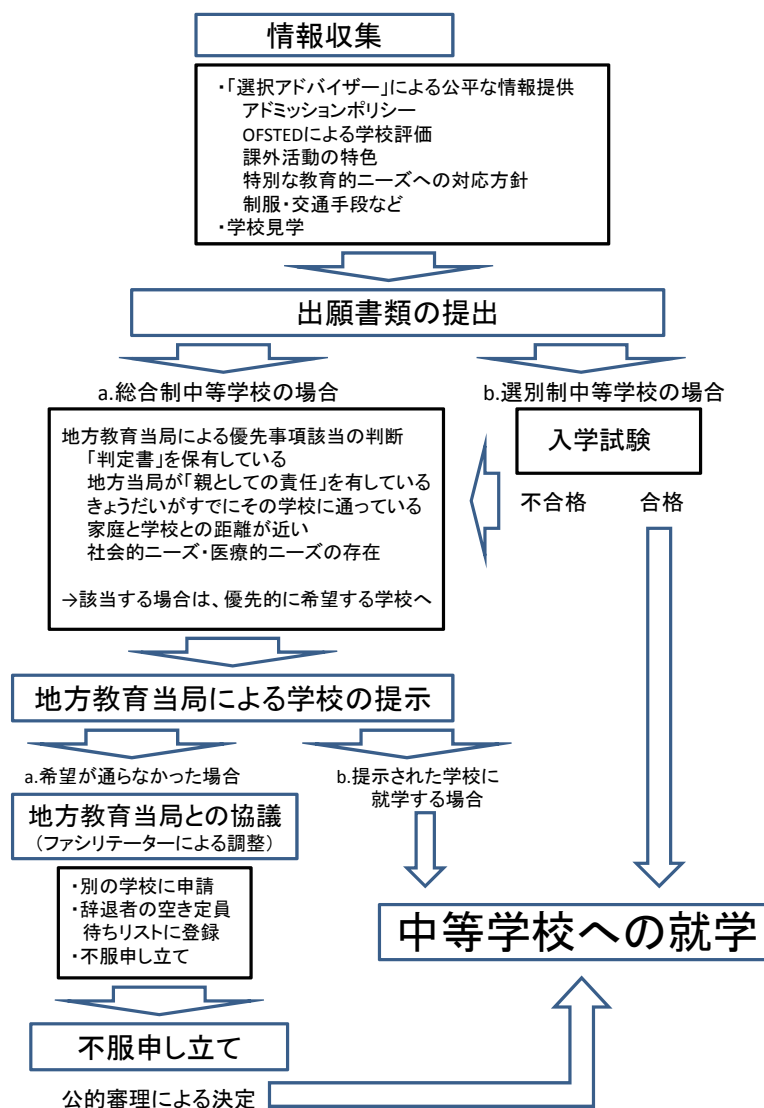 情報収集
・「選択アドバイザー」による公平な情報提供
アドミッションポリシー
OFSTEDによる学校評価
課外活動の特色
特別な教育的ニーズへの対応方針
制服・交通手段など
・学校見学
出願書類の提出
a.総合制中等学校の場合
地方教育当局による優先事項該当の判断
「判定書」を保有している
地方当局が「親としての責任」を有している
きょうだいがすでにその学校に通っている
家庭と学校との距離が近い
社会的ニーズ・医療的ニーズの存在
→該当する場合は、優先的に希望する学校へ
b.選別制中等学校の場合
入学試験
不合格 合格
地方教育当局による学校の提示
a.希望が通らなかった場合
地方教育当局との協議
（ファシリテーターによる調整）
・別の学校に申請
・辞退者の空き定員
待ちリストに登録
・不服申し立て
不服申し立て
公的審理による決定
b.提示された学校に
就学する場合
中等学校への就学